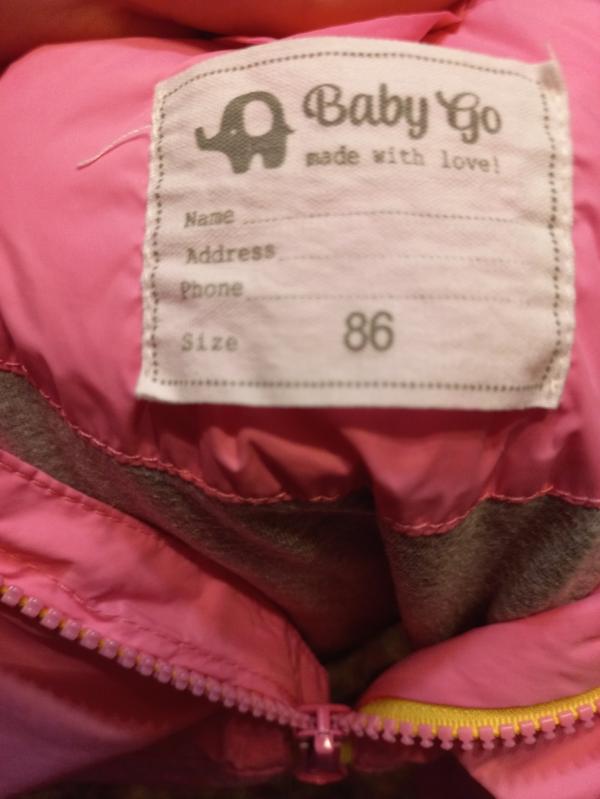 Baby Go
made with love!
Name
Address
Phone
Size 86